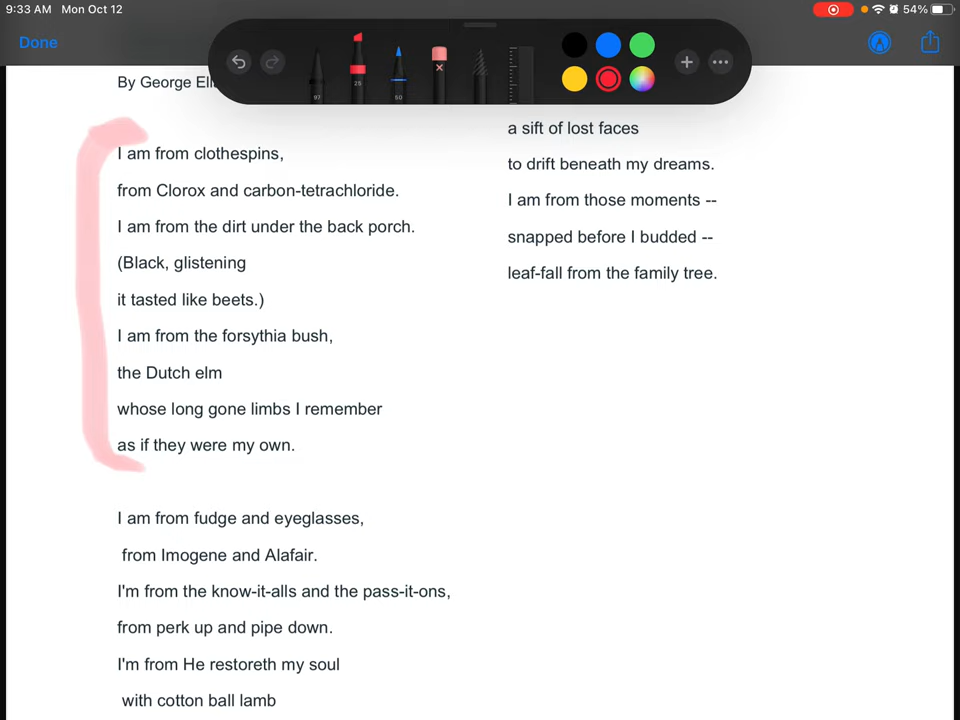 9:33 AM Mon Oct 12
54%
Done
97
25
50
By George Ell
I am from clothespins,
from Clorox and carbon-tetrachloride.
I am from the dirt under the back porch.
(Black, glistening
it tasted like beets.)
I am from the forsythia bush,
the Dutch elm
whose long gone limbs I remember
as if they were my own.
I am from fudge and eyeglasses,
from Imogene and Alafair.
I'm from the know-it-alls and the pass-it-ons,
from perk up and pipe down.
I'm from He restoreth my soul
with cotton ball lamb
a sift of lost faces
to drift beneath my dreams.
I am from those moments --
snapped before I budded --
leaf-fall from the family tree.